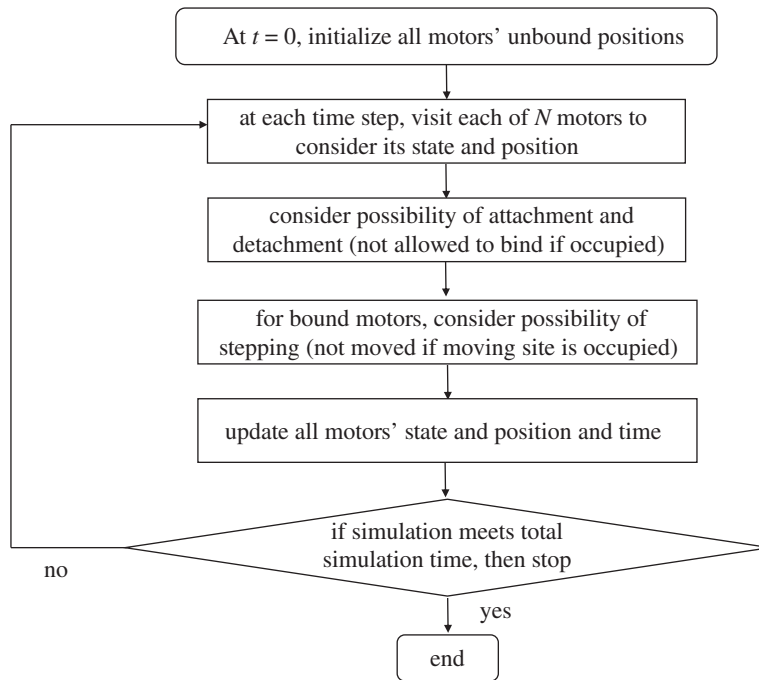 At t = 0, initialize all motors’ unbound positions
at each time step, visit each of N motors to
consider its state and position
consider possibility of attachment and
detachment (not allowed to bind if occupied)
for bound motors, consider possibility of
stepping (not moved if moving site is occupied)
update all motors’ state and position and time
if simulation meets total
simulation time, then stop
no
yes
end